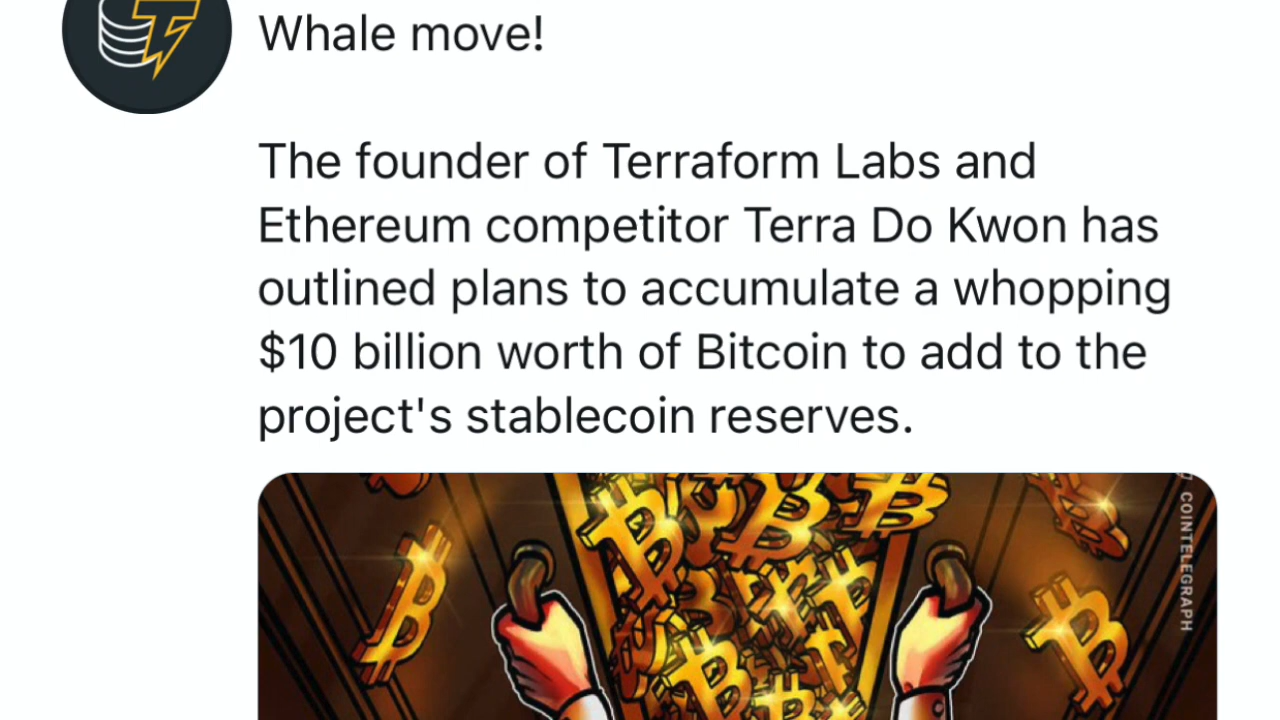 Whale move!
The founder of Terraform Labs and
Ethereum competitor Terra Do Kwon has
outlined plans to accumulate a whopping
$10 billion worth of Bitcoin to add to the
project's stablecoin reserves.
COINTELEGRAPH